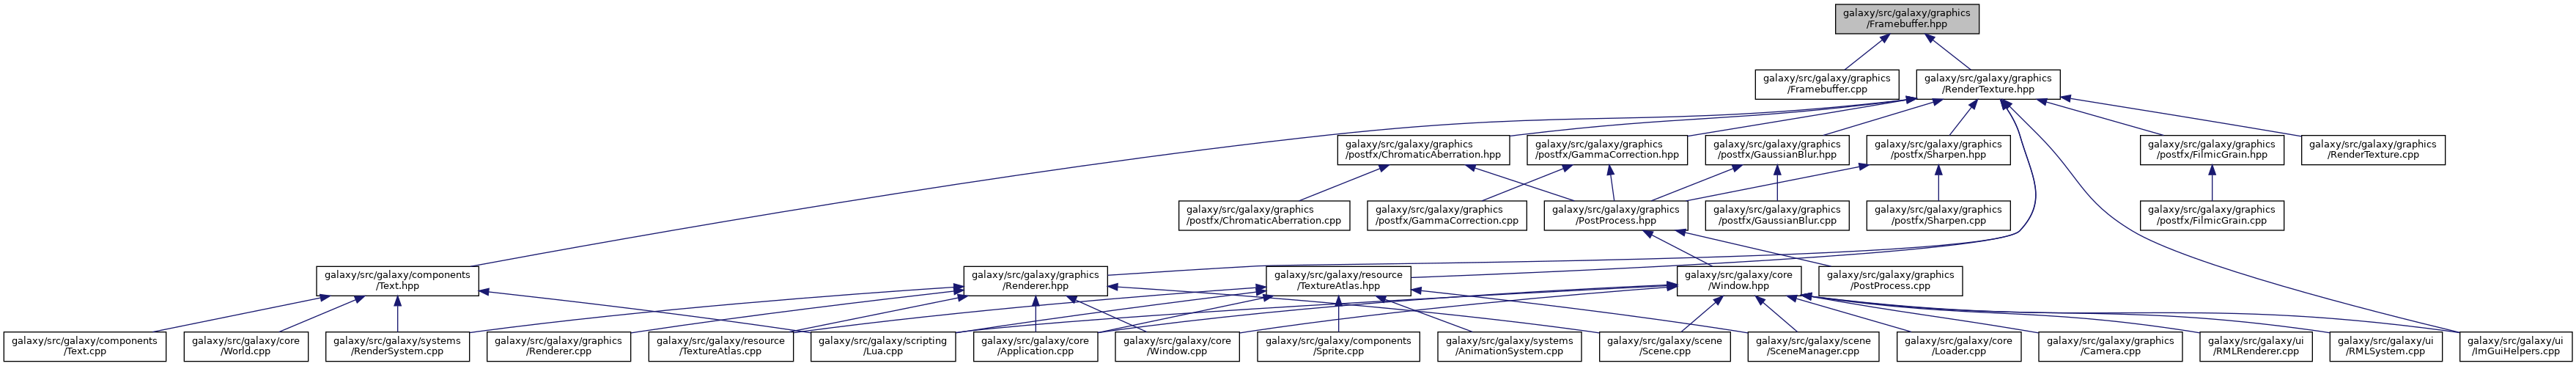 galaxy/src/galaxy/graphics
/Framebuffer.hpp
galaxy/src/galaxy/graphics
/Framebuffer.cpp
galaxy/src/galaxy/graphics
/RenderTexture.hpp
galaxy/src/galaxy/graphics
/postfx/ChromaticAberration.hpp
galaxy/src/galaxy/graphics
/postfx/GammaCorrection.hpp
galaxy/src/galaxy/graphics
/postfx/GaussianBlur.hpp
galaxy/src/galaxy/graphics
/postfx/Sharpen.hpp
galaxy/src/galaxy/graphics
/postfx/FilmicGrain.hpp
galaxy/src/galaxy/graphics
/RenderTexture.cpp
galaxy/src/galaxy/graphics
/postfx/ChromaticAberration.cpp
galaxy/src/galaxy/graphics
/postfx/GammaCorrection.cpp
galaxy/src/galaxy/graphics
/PostProcess.hpp
galaxy/src/galaxy/graphics
/postfx/GaussianBlur.cpp
galaxy/src/galaxy/graphics
/postfx/Sharpen.cpp
galaxy/src/galaxy/graphics
/postfx/FilmicGrain.cpp
galaxy/src/galaxy/components
/Text.hpp
galaxy/src/galaxy/graphics
/Renderer.hpp
galaxy/src/galaxy/resource
/TextureAtlas.hpp
galaxy/src/galaxy/core
/Window.hpp
galaxy/src/galaxy/graphics
/PostProcess.cpp
galaxy/src/galaxy/components
/Text.cpp
galaxy/src/galaxy/core
/World.cpp
galaxy/src/galaxy/systems
/RenderSystem.cpp
galaxy/src/galaxy/graphics
/Renderer.cpp
galaxy/src/galaxy/resource
/TextureAtlas.cpp
galaxy/src/galaxy/scripting
/Lua.cpp
galaxy/src/galaxy/core
/Application.cpp
galaxy/src/galaxy/core
/Window.cpp
galaxy/src/galaxy/components
/Sprite.cpp
galaxy/src/galaxy/systems
/AnimationSystem.cpp
galaxy/src/galaxy/scene
/Scene.cpp
galaxy/src/galaxy/scene
/SceneManager.cpp
galaxy/src/galaxy/core
/Loader.cpp
galaxy/src/galaxy/graphics
/Camera.cpp
galaxy/src/galaxy/ui
/RMLRenderer.cpp
galaxy/src/galaxy/ui
/RMLSystem.cpp
galaxy/src/galaxy/ui
/ImGuiHelpers.cpp